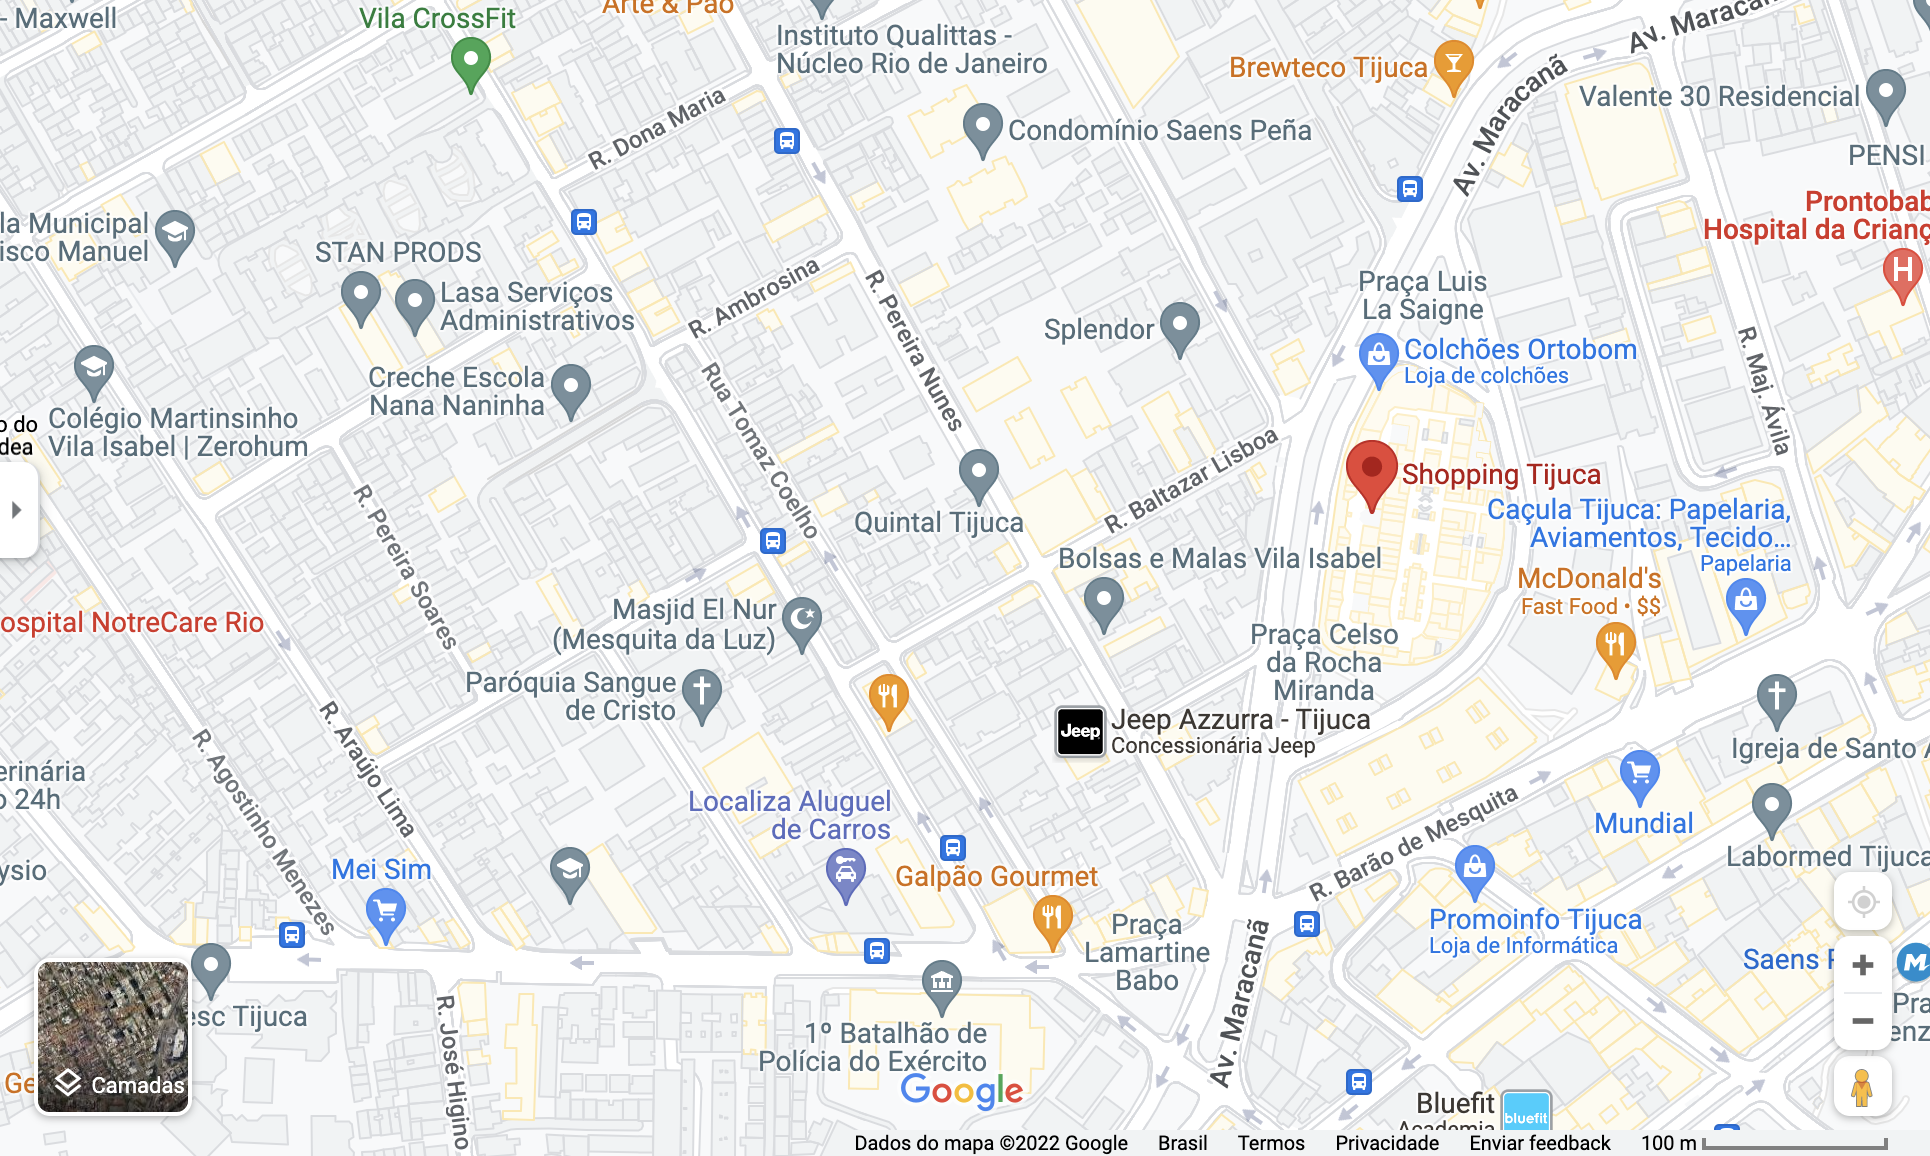 - Maxwell
Vila CrossFit
Arte & Pão
Instituto Qualittas -
Núcleo Rio de Janeiro
Av. Maracanã
Brewteco Tijuca
Av. Maracanã
Valente 30 Residencial
R. Dona Maria
Condomínio Saens Peña
PENSI
la Municipal
isco Manuel
Prontobab
Hospital da Crianç
H
STAN PRODS
Lasa Serviços
Administrativos
R. Ambrosina
R. Pereira Nunes
Praça Luis
La Saigne
Splendor
Colchões Ortobom
Loja de colchões
R. Maj. Ávila
Creche Escola
Nana Naninha
Rua Tomaz Coelho
o do
dea
Colégio Martinsinho
Vila Isabel | Zerohum
R. Baltazar Lisboa
Shopping Tijuca
Quintal Tijuca
Caçula Tijuca: Papelaria,
Aviamentos, Tecido...
Papelaria
R. Pereira Soares
Bolsas e Malas Vila Isabel
McDonald's
Fast Food • $$
ospital NotreCare Rio
Masjid El Nur
(Mesquita da Luz)
Praça Celso
da Rocha
Miranda
Paróquia Sangue
de Cristo
Jeep
Jeep Azzurra - Tijuca
Concessionária Jeep
R. Araújo Lima
R. Agostinho Menezes
Igreja de Santo A
erinária
o 24h
Localiza Aluguel
de Carros
R. Barão de Mesquita
Mundial
Labormed Tijuca
ysio
Mei Sim
Galpão Gourmet
Promoinfo Tijuca
Loja de Informática
Praça
Lamartine
Babo
Av. Maracanã
Saens P
M
Pra
enz
esc Tijuca
R. José Higino
1º Batalhão de
Polícia do Exército
Ge
Camadas
Google
Bluefit
Academia
bluefit
Dados do mapa ©2022 Google Brasil Termos Privacidade Enviar feedback 100 m